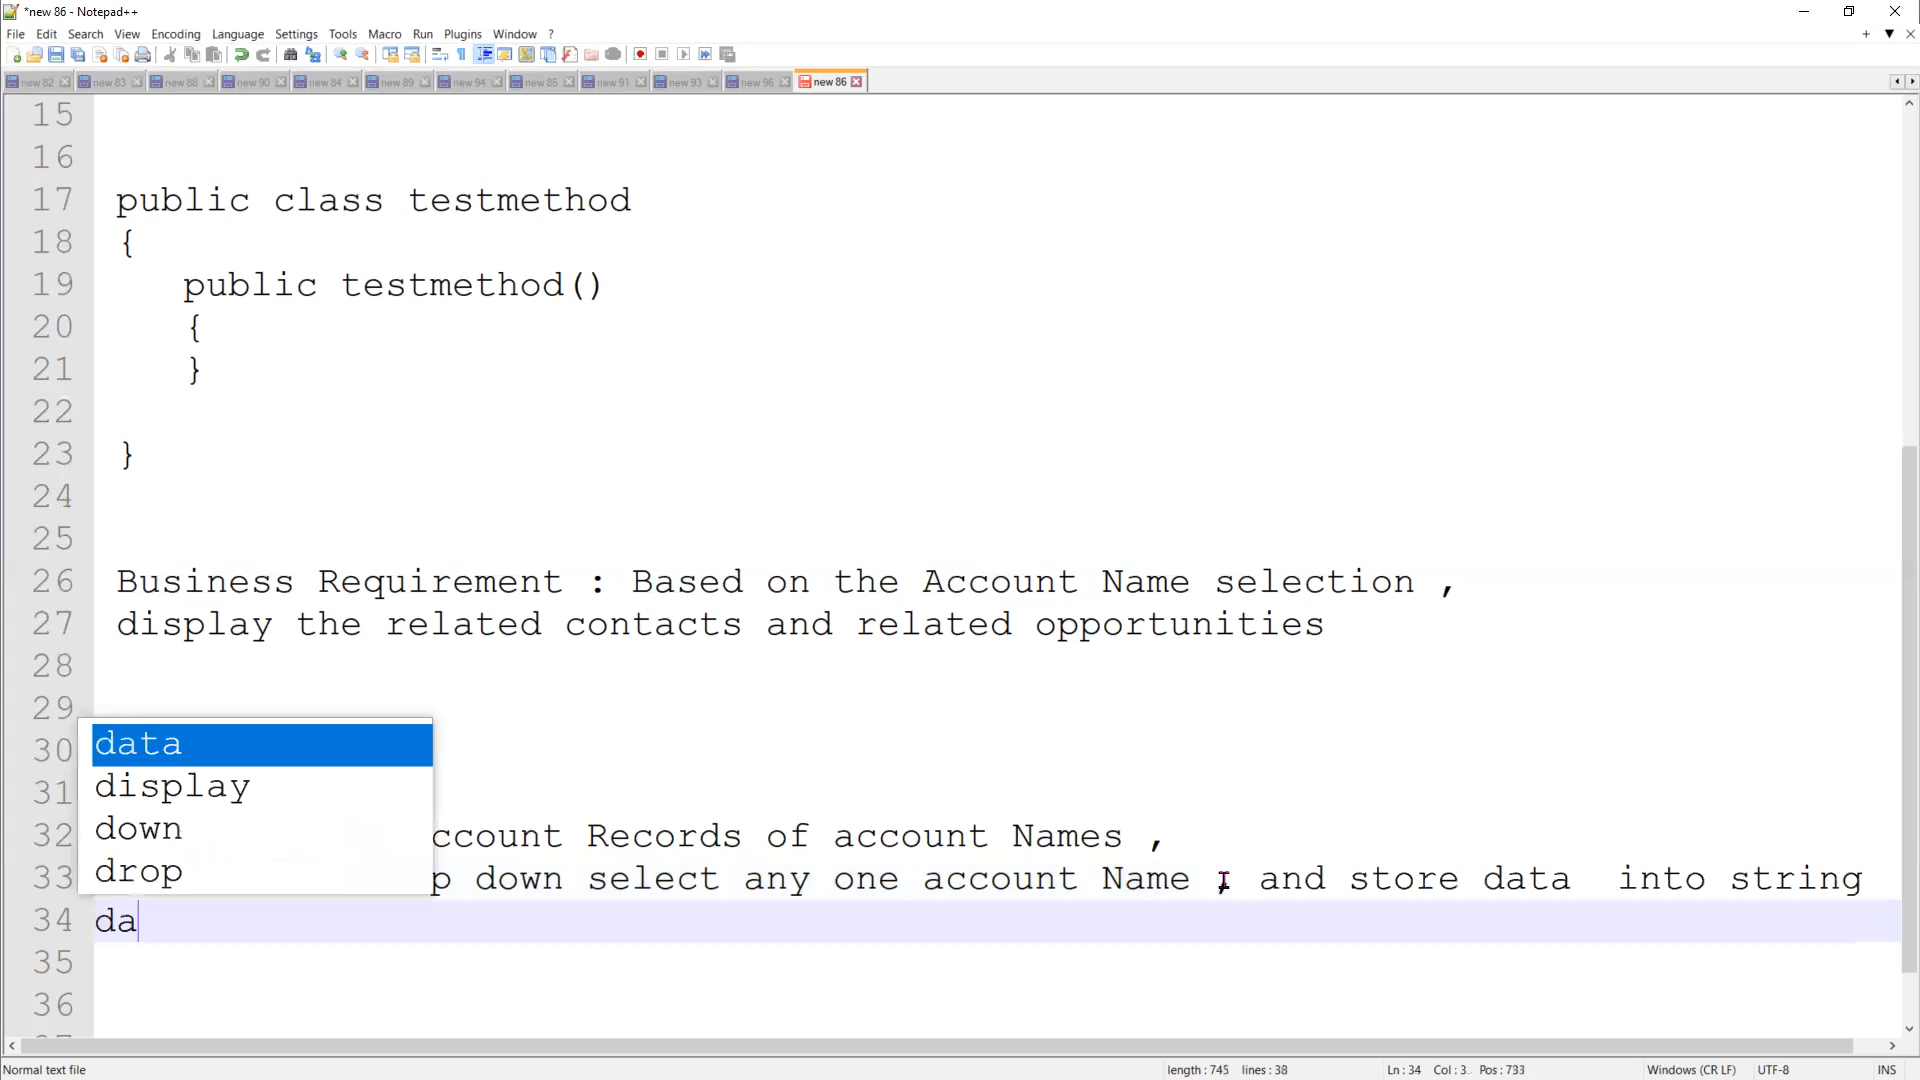 *new 86 - Notepad++
File Edit Search View Encoding Language Settings Tools Macro Run Plugins Window ?
new 82 new 83 new 88 new 90 new 84 new 89 new 94 new 85 new 91 new 93 new 96 new 86
15
16
17 public class testmethod
18 {
19 public testmethod()
20 {
21 }
22
23 }
24
25
26 Business Requirement : Based on the Account Name selection ,
27 display the related contacts and related opportunities
28
29
30
31
32 ccount Records of account Names ,
33 p down select any one account Name , and store data into string
34 da
35
36
data
display
down
drop
Normal text file length : 745 lines : 38 Ln : 34 Col : 3 Pos : 733 Windows (CR LF) UTF-8 INS